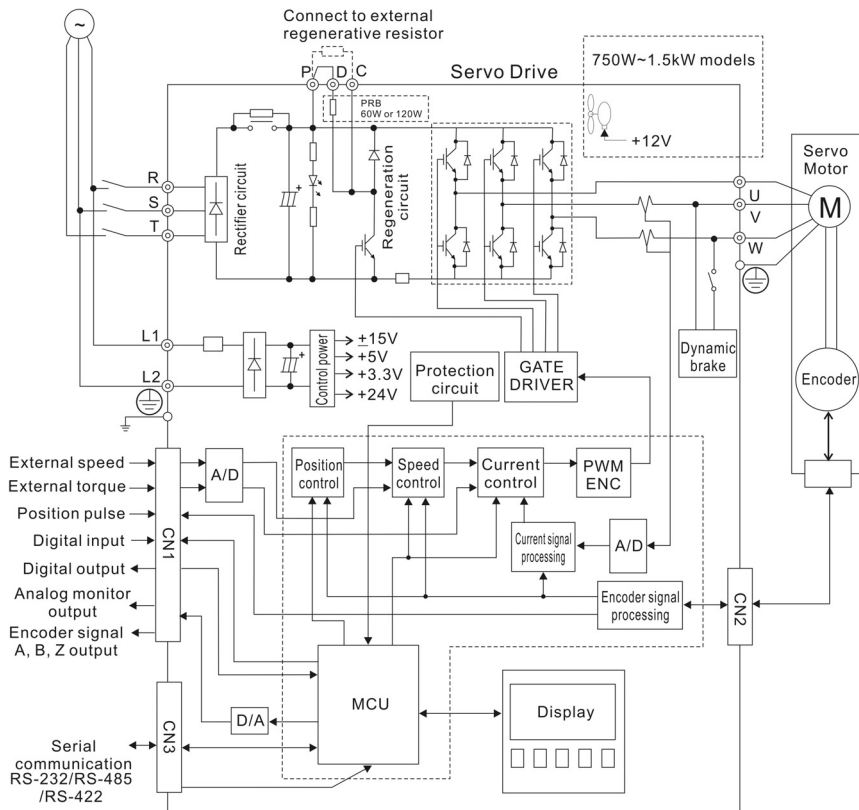 Connect to external
regenerative resistor
~
P
D
C
Servo Drive
750W~1.5kW models
+12V
PRB
60W or 120W
Servo
Motor
R
S
T
Rectifier circuit
+
Regeneration
circuit
U
V
W
M
L1
L2
+
Control power
±15V
+5V
+3.3V
+24V
Protection
circuit
GATE
DRIVER
Dynamic
brake
Encoder
External speed
External torque
Position pulse
Digital input
Digital output
Analog monitor
output
Encoder signal
A, B, Z output
CN1
A/D
Position
control
Speed
control
Current
control
PWM
ENC
Current signal
processing
A/D
Encoder signal
processing
CN2
MCU
D/A
Display
CN3
Serial
communication
RS-232/RS-485
/RS-422